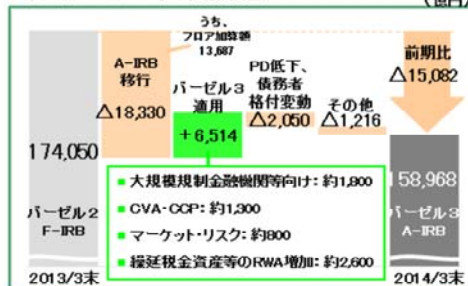 (億円)
うち、
フロア加算額
13,687
A-IRB
移行
△18,330
バーゼル3
適用
+6,514
PD低下、
債務者
格付変動
△2,050
その他
△1,216
前期比
△15,082
174,050
バーゼル2
F-IRB
■大規模規制金融機関等向け:約1,800
■CVA・CCP:約1,300
■マーケット・リスク:約800
■繰延税金資産等のRWA増加:約2,600
158,968
バーゼル3
A-IRB
2013/3末
2014/3末